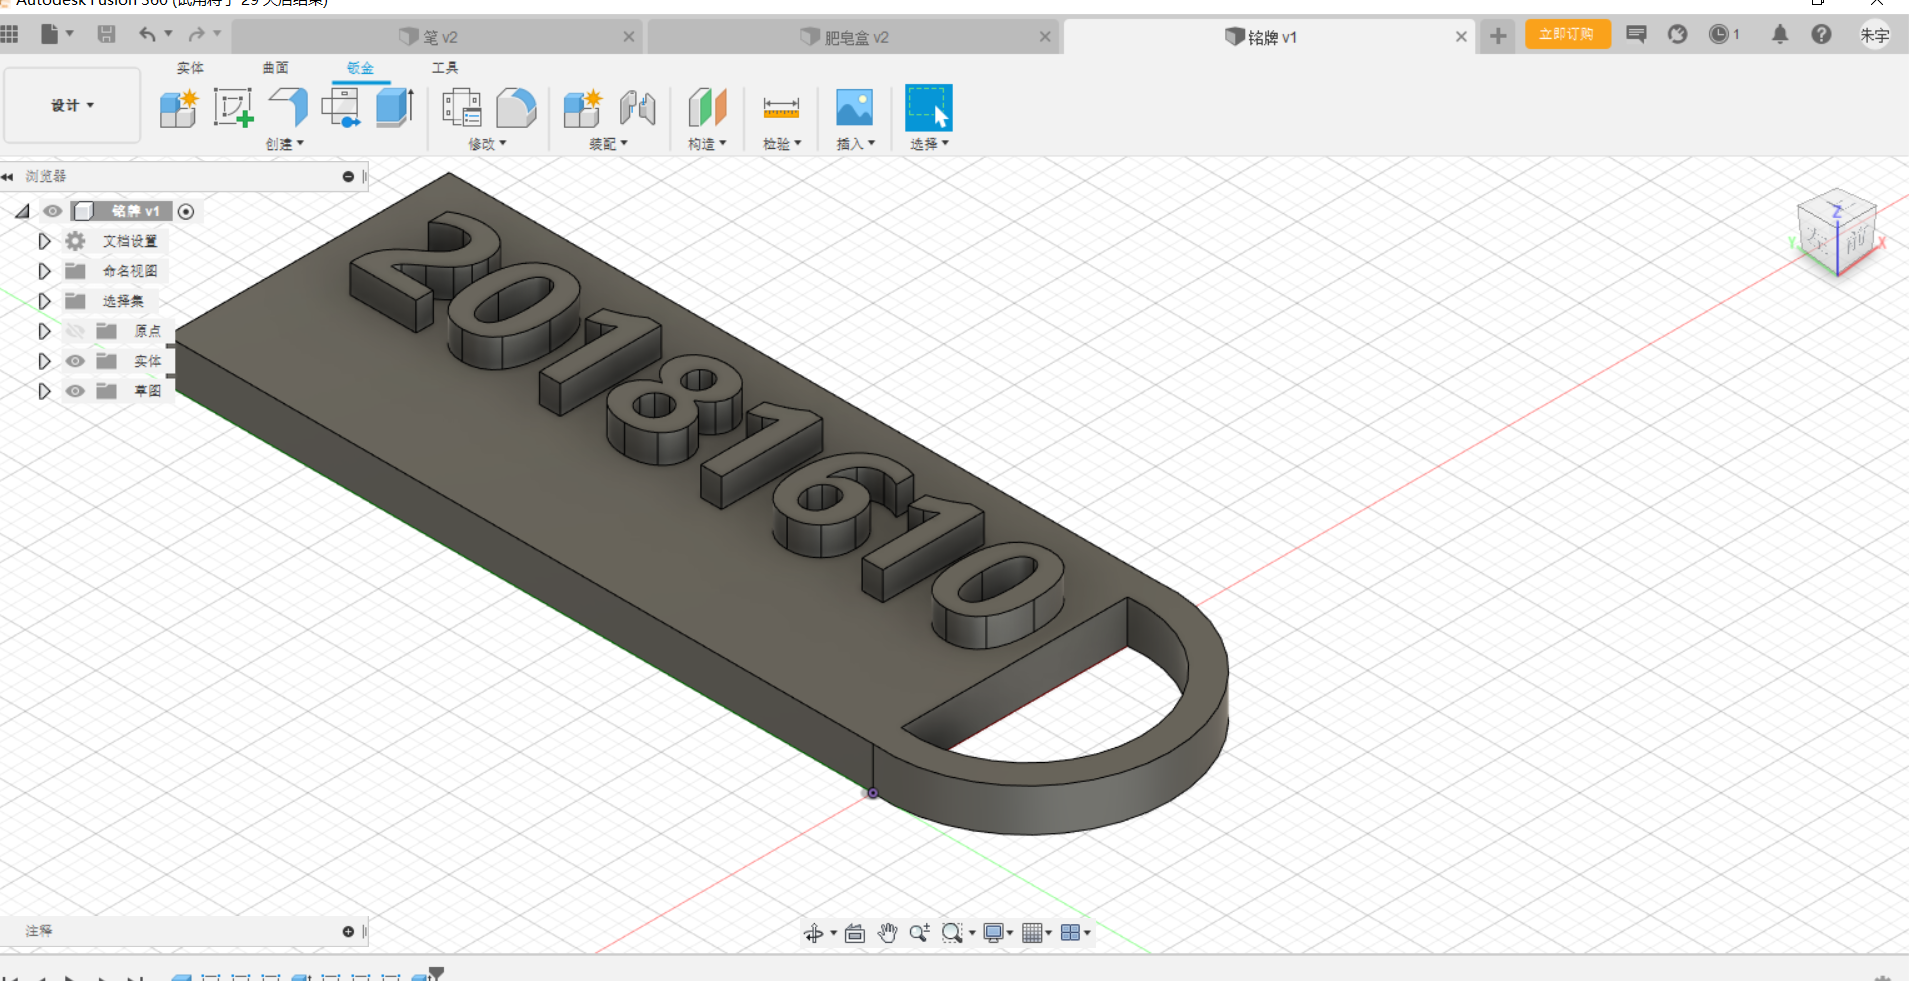 Autodesk Fusion 360 (试用将于 29 天后结束)
笔 v2
肥皂盒 v2
铭牌 v1
立即订购
1
朱宇
实体
曲面
钣金
工具
设计
创建
修改
装配
构造
检验
插入
选择
浏览器
铭牌 v1
文档设置
命名视图
选择集
原点
实体
草图
20181610
Z
Y
X
左
前
注释